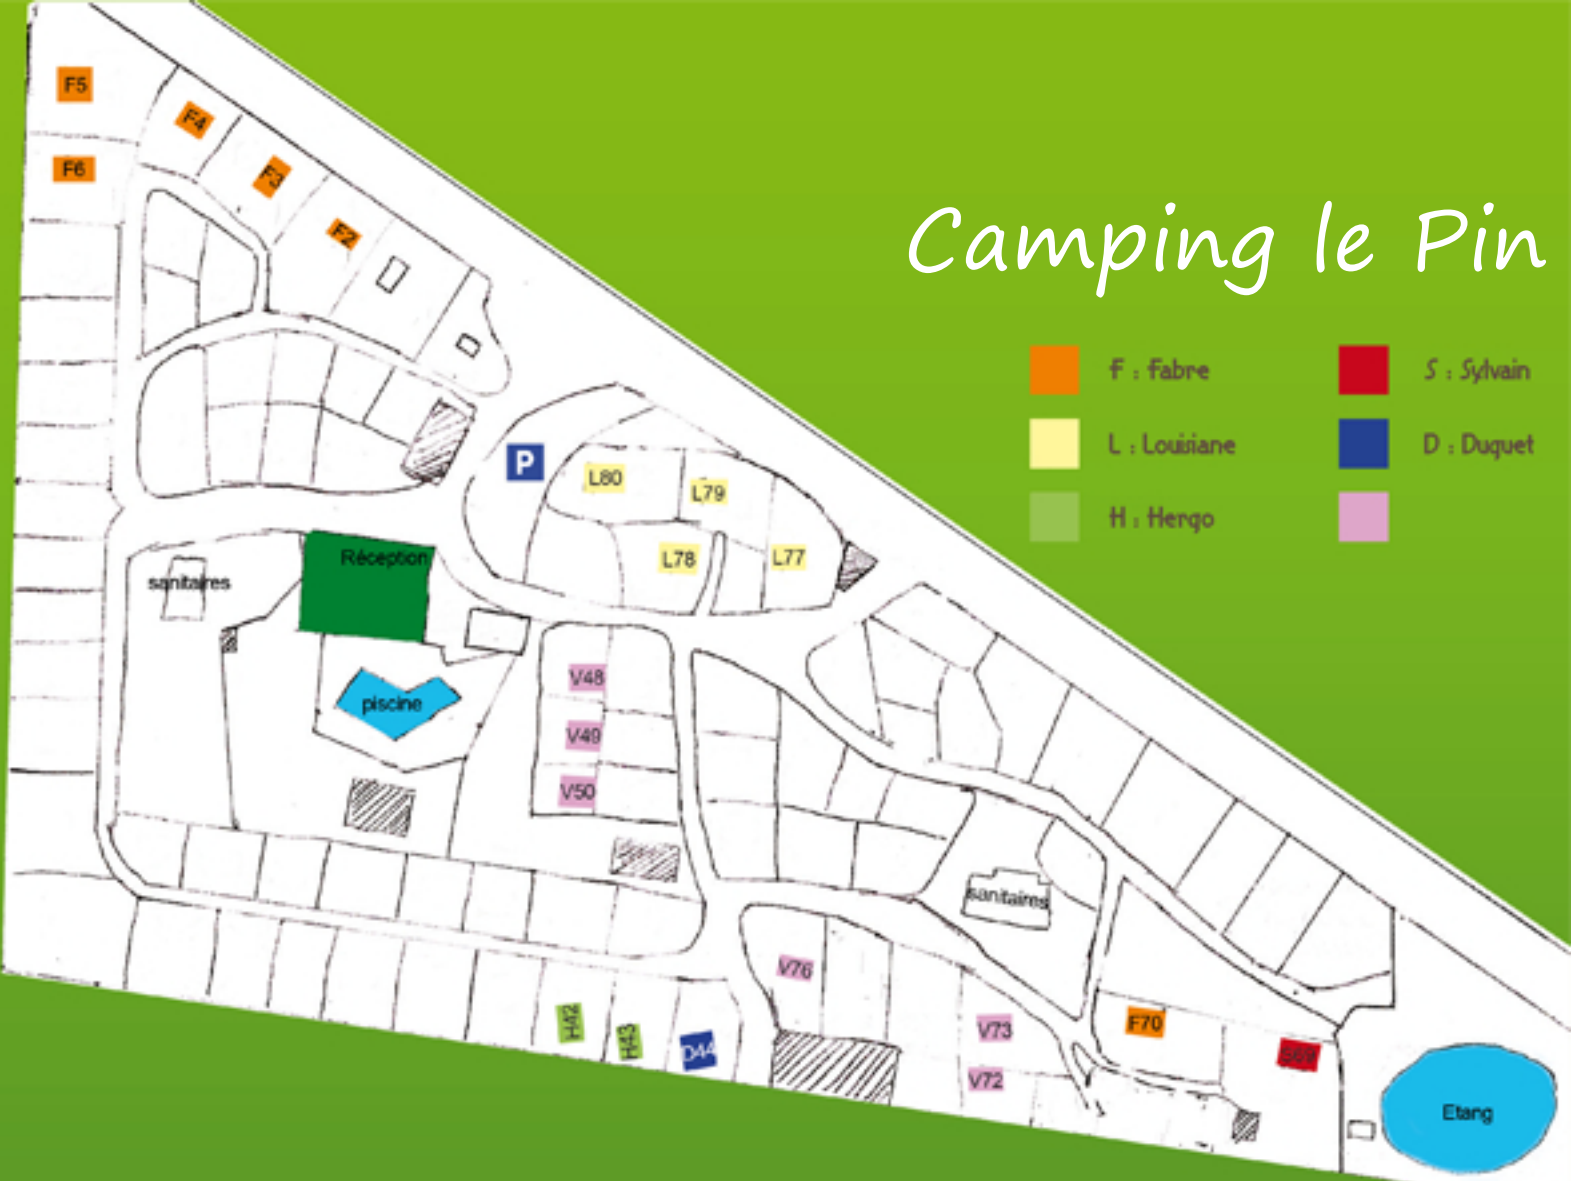 F5
F4
F6
F3
F2
Camping le Pin
F : Fabre
S : Sylvain
L : Louisiane
D : Duquet
H : Hergo
P
L80
L79
L78
L77
Réception
sanitaires
piscine
V48
V49
V50
sanitaires
V76
H42
H43
D44
V73
V72
F70
S69
Etang